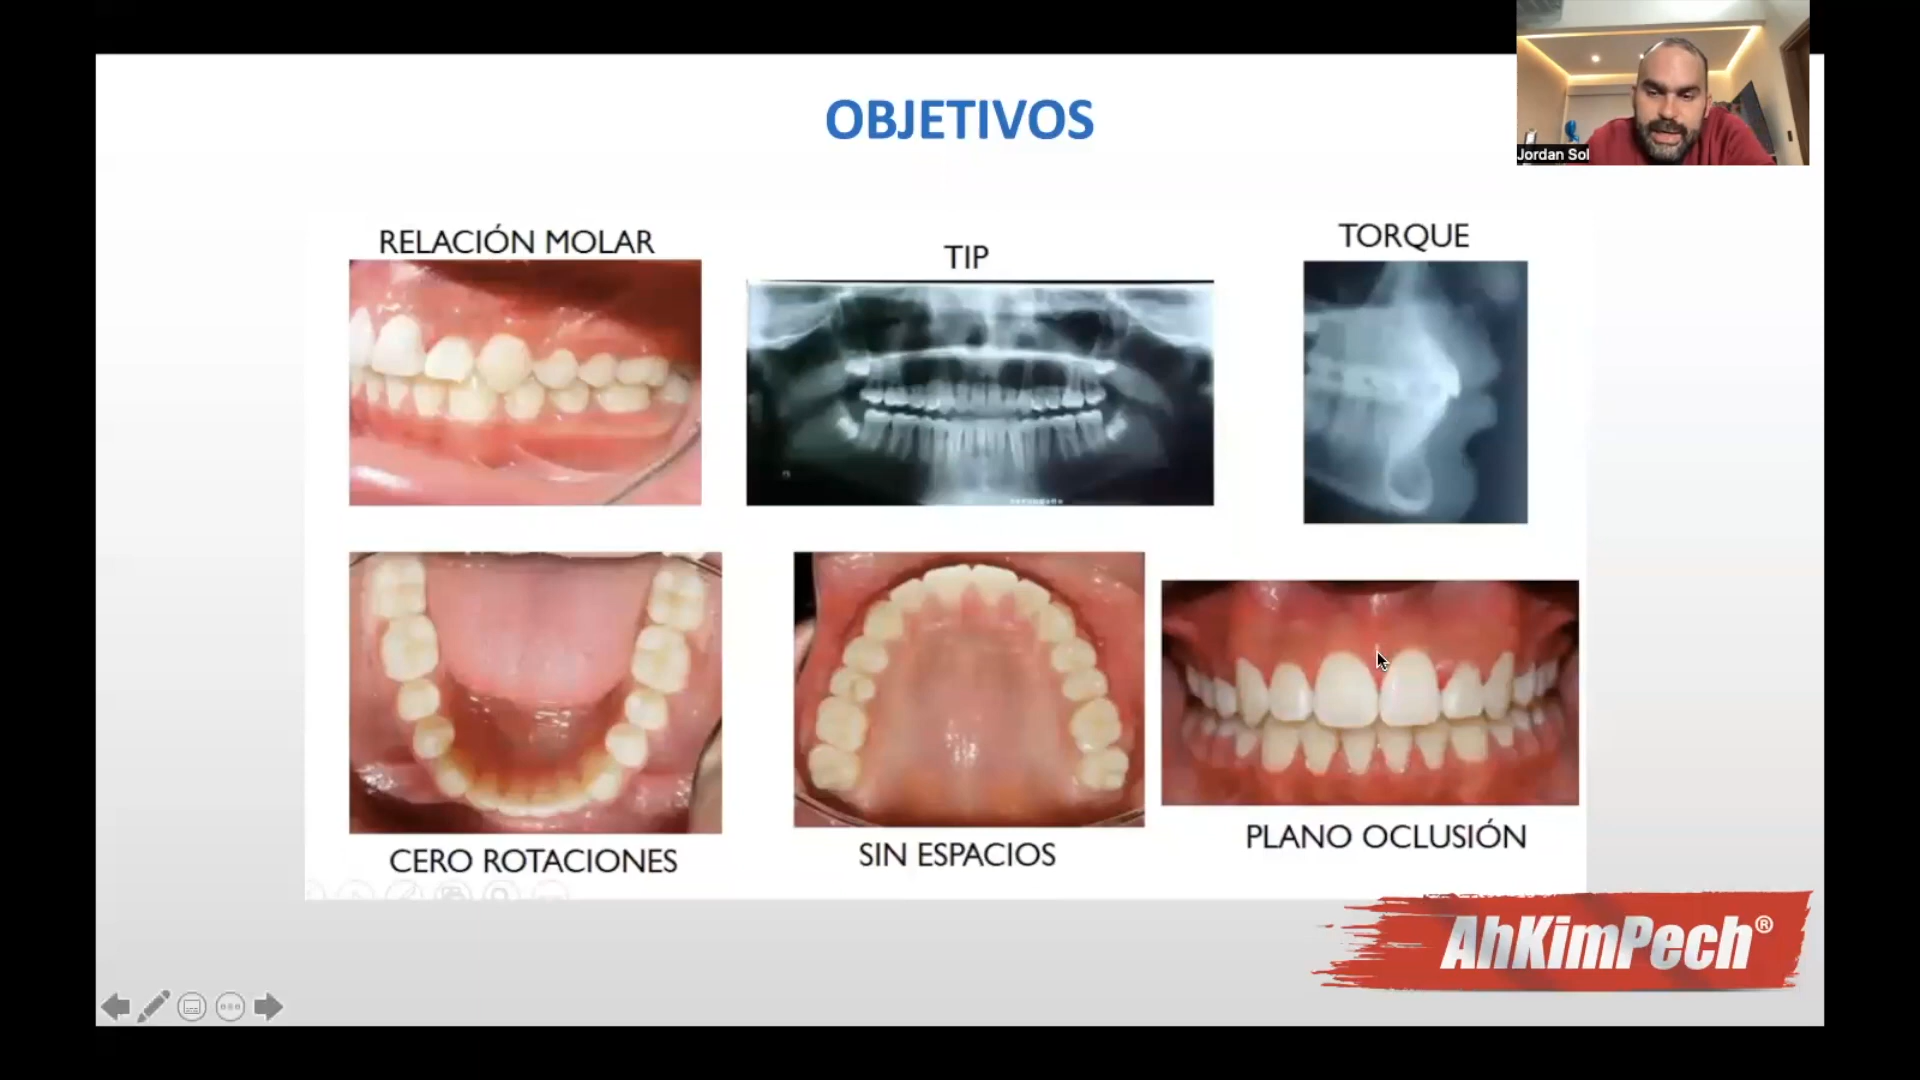 OBJETIVOS
Jordan Sol
RELACIÓN MOLAR
TIP
TORQUE
CERO ROTACIONES
SIN ESPACIOS
PLANO OCLUSIÓN
AhKimPech®